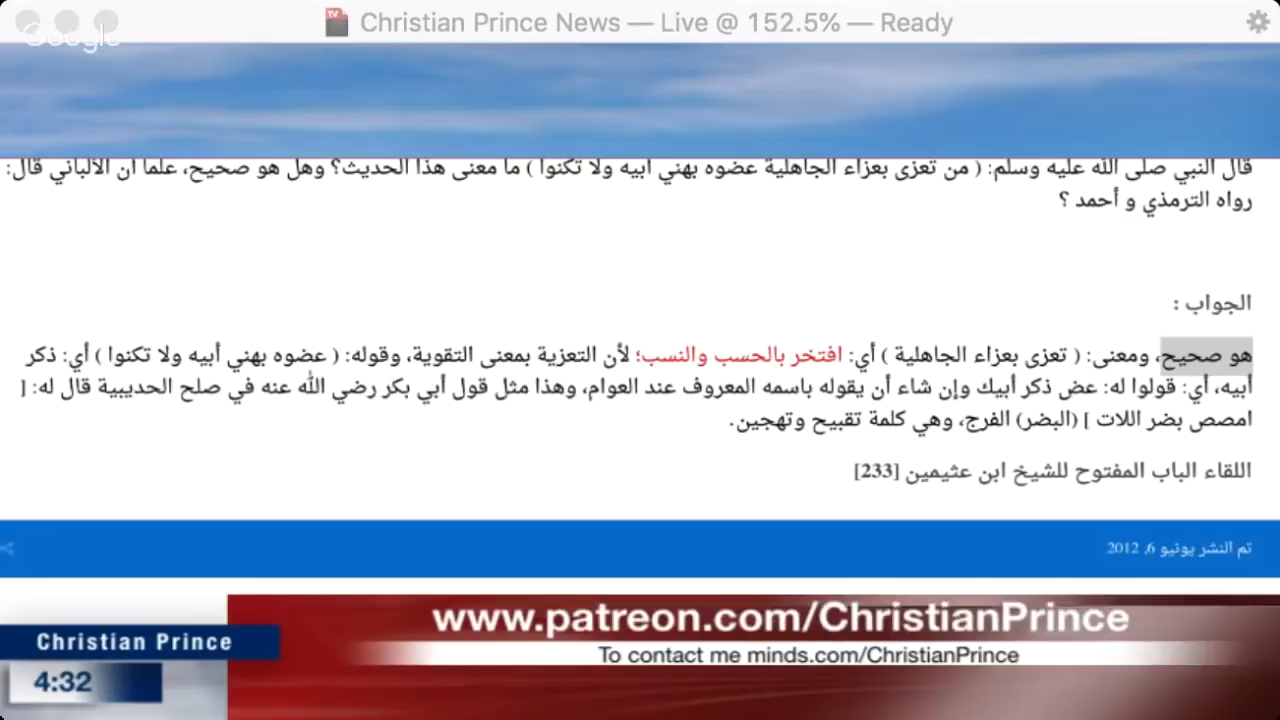 Google
Christian Prince News — Live @ 152.5% — Ready
قال النبي صلى الله عليه وسلم: ( من تعزى بعزاء الجاهلية عضوه بهني أبيه ولا تكنوا ) ما معنى هذا الحديث؟ وهل هو صحيح، علما أن الألباني قال:
رواه الترمذي و أحمد ؟
الجواب :
هو صحيح، ومعنى: ( تعزى بعزاء الجاهلية ) أي: افتخر بالحسب والنسب؛ لأن التعزية بمعنى التقوية، وقوله: ( عضوه بهني أبيه ولا تكنوا ) أي: ذكر
أبيه، أي: قولوا له: عض ذكر أبيك وإن شاء أن يقوله باسمه المعروف عند العوام، وهذا مثل قول أبي بكر رضي الله عنه في صلح الحديبية قال له: [
امصص بضر اللات ] (البضر) الفرج، وهي كلمة تقبيح وتهجين.
اللقاء الباب المفتوح للشيخ ابن عثيمين [233]
تم النشر يونيو 6, 2012
www.patreon.com/ChristianPrince
Christian Prince
To contact me minds.com/ChristianPrince
4:32